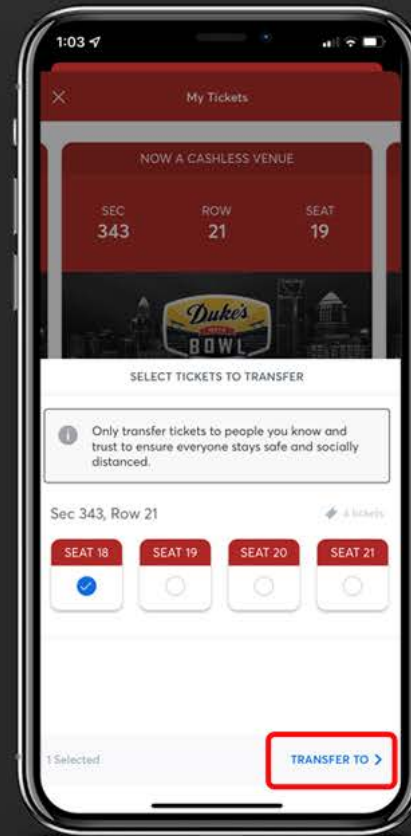 1:03
My Tickets
NOW A CASHLESS VENUE
SEC ROW SEAT
343 21 19
Duke's
MAYO
BOWL
SELECT TICKETS TO TRANSFER
Only transfer tickets to people you know and
trust to ensure everyone stays safe and socially
distanced.
Sec 343, Row 21 4 tickets
SEAT 18 SEAT 19 SEAT 20 SEAT 21
1 Selected TRANSFER TO